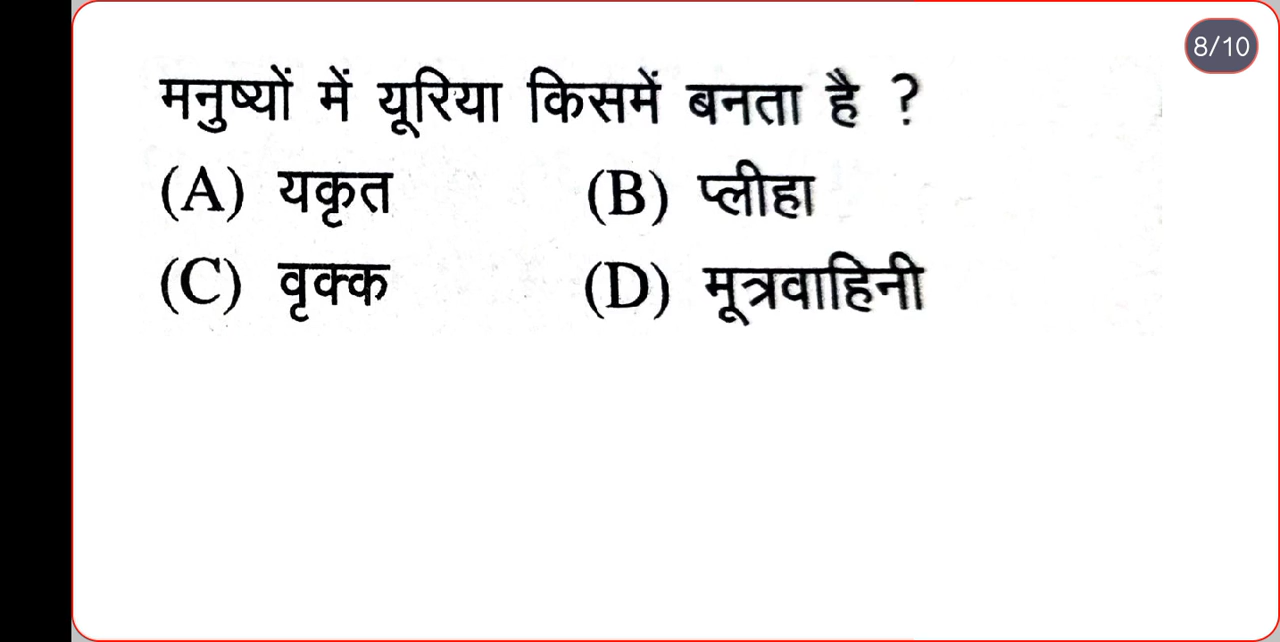 8/10
मनुष्यों में यूरिया किसमें बनता है ?
(A) यकृत (B) प्लीहा
(C) वृक्क (D) मूत्रवाहिनी